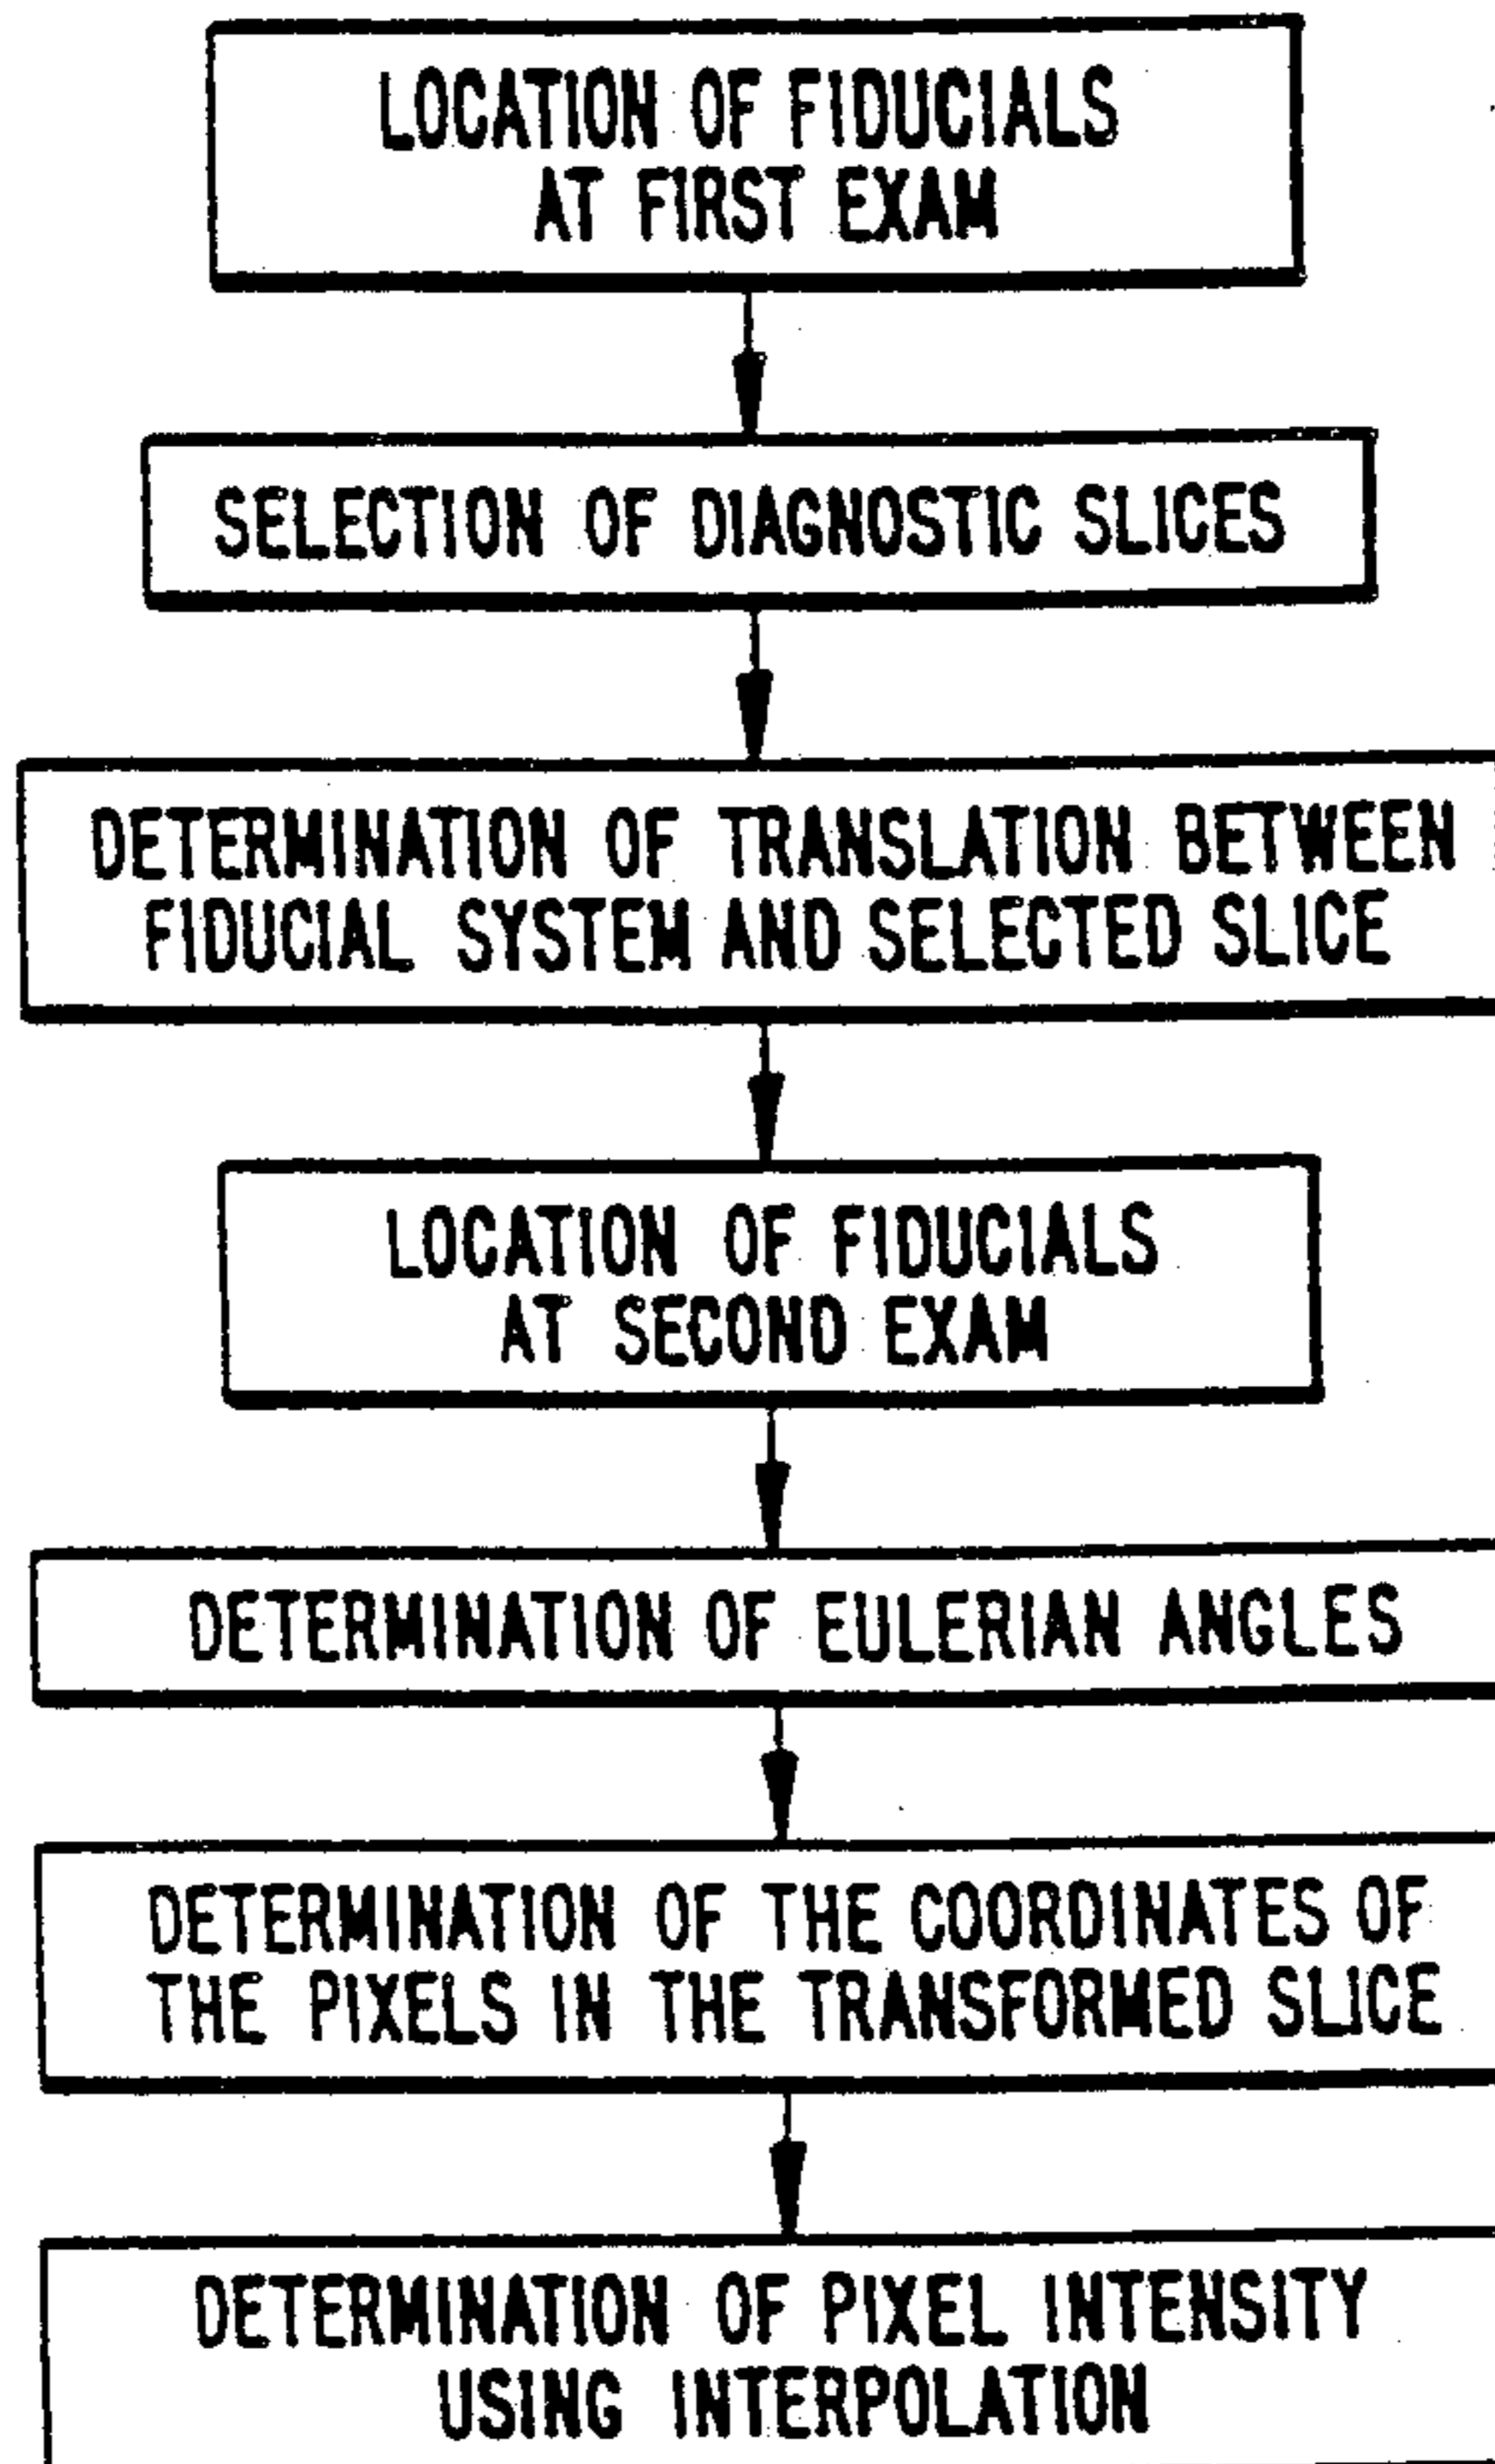 LOCATION OF FIDUCIALS
AT FIRST EXAM
SELECTION OF DIAGNOSTIC SLICES
DETERMINATION OF TRANSLATION BETWEEN
FIDUCIAL SYSTEM AND SELECTED SLICE
LOCATION OF FIDUCIALS
AT SECOND EXAM
DETERMINATION OF EULERIAN ANGLES
DETERMINATION OF THE COORDINATES OF
THE PIXELS IN THE TRANSFORMED SLICE
DETERMINATION OF PIXEL INTENSITY
USING INTERPOLATION